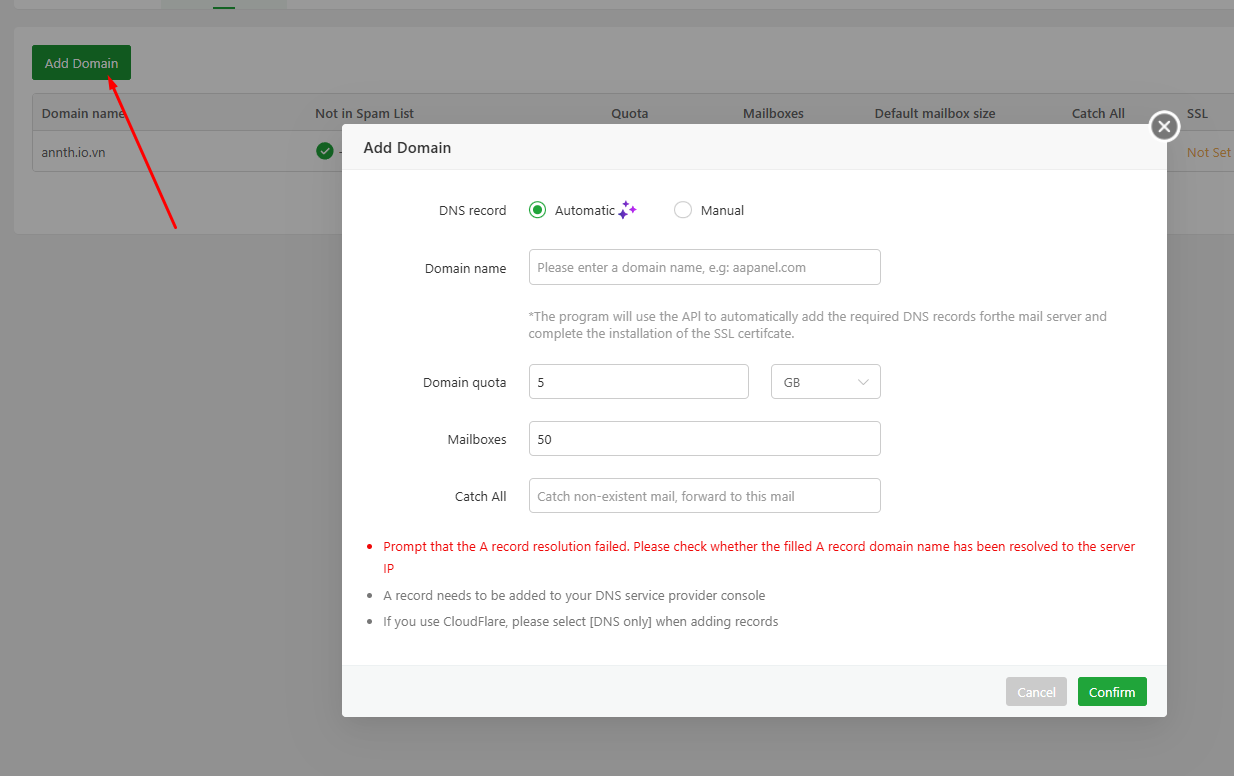 Add Domain
Domain name Not in Spam List Quota Mailboxes Default mailbox size Catch All SSL
annth.io.vn - Not Set
Add Domain
DNS record Automatic Manual
Domain name Please enter a domain name, e.g: aapanel.com
*The program will use the API to automatically add the required DNS records forthe mail server and
complete the installation of the SSL certifcate.
Domain quota 5 GB
Mailboxes 50
Catch All Catch non-existent mail, forward to this mail
Prompt that the A record resolution failed. Please check whether the filled A record domain name has been resolved to the server
IP
A record needs to be added to your DNS service provider console
If you use CloudFlare, please select [DNS only] when adding records
Cancel Confirm